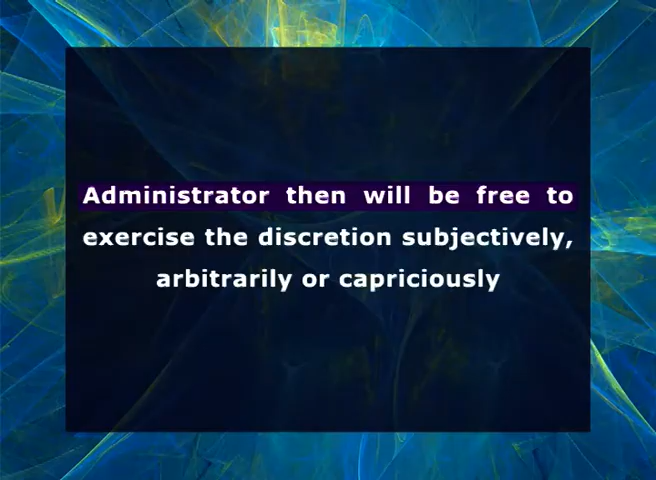 Administrator then will be free to
exercise the discretion subjectively,
arbitrarily or capriciously